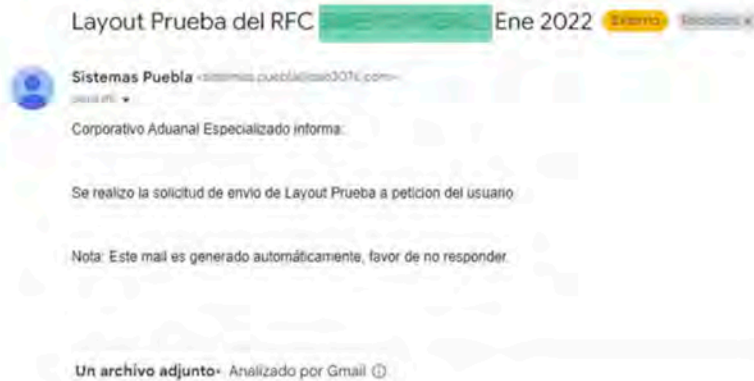 Layout Prueba del RFC Ene 2022 Externo
Sistemas Puebla
Corporativo Aduanal Especializado informa:
Se realizo la solicitud de envio de Layout Prueba a peticion del usuario
Nota: Este mail es generado automáticamente, favor de no responder.
Un archivo adjunto• Analizado por Gmail